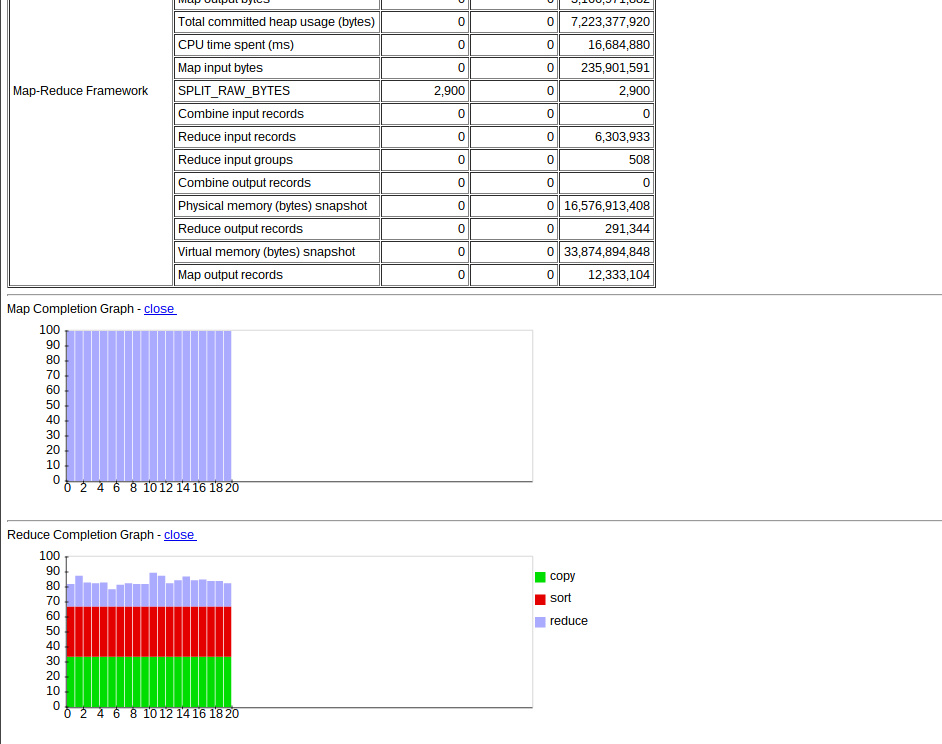 Map output bytes 0 0
Total committed heap usage (bytes) 0 0 7,223,377,920
CPU time spent (ms) 0 0 16,684,880
Map input bytes 0 0 235,901,591
Map-Reduce Framework SPLIT_RAW_BYTES 2,900 0 2,900
Combine input records 0 0 0
Reduce input records 0 0 6,303,933
Reduce input groups 0 0 508
Combine output records 0 0 0
Physical memory (bytes) snapshot 0 0 16,576,913,408
Reduce output records 0 0 291,344
Virtual memory (bytes) snapshot 0 0 33,874,894,848
Map output records 0 0 12,333,104
Map Completion Graph - close
100
90
80
70
60
50
40
30
20
10
0
0 2 4 6 8 10 12 14 16 18 20
Reduce Completion Graph - close
100
90
80
70
60
50
40
30
20
10
0
0 2 4 6 8 10 12 14 16 18 20
copy
sort
reduce